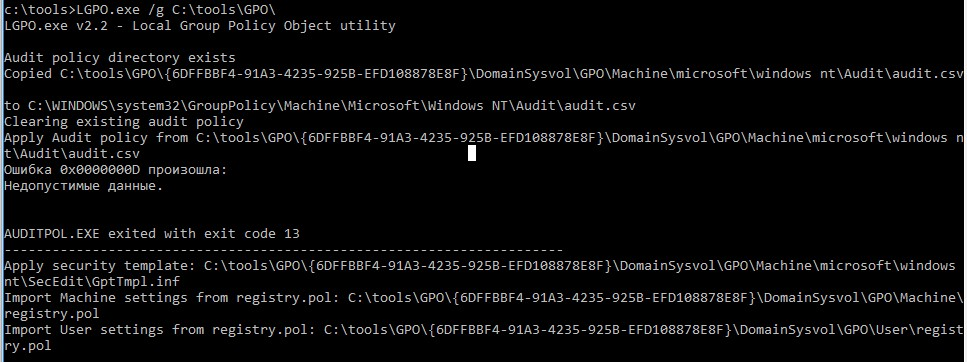 c:\tools>LGPO.exe /g C:\tools\GPO\
LGPO.exe v2.2 - Local Group Policy Object utility
Audit policy directory exists
Copied C:\tools\GPO\{6DFFBBF4-91A3-4235-925B-EFD108878E8F}\DomainSysvol\GPO\Machine\microsoft\windows nt\Audit\audit.csv
to C:\WINDOWS\system32\GroupPolicy\Machine\Microsoft\Windows NT\Audit\audit.csv
Clearing existing audit policy
Apply Audit policy from C:\tools\GPO\{6DFFBBF4-91A3-4235-925B-EFD108878E8F}\DomainSysvol\GPO\Machine\microsoft\windows n
t\Audit\audit.csv
Ошибка 0x0000000D произошла:
Недопустимые данные.
AUDITPOL.EXE exited with exit code 13
----------------------------------------------------------------------
Apply security template: C:\tools\GPO\{6DFFBBF4-91A3-4235-925B-EFD108878E8F}\DomainSysvol\GPO\Machine\microsoft\windows
nt\SecEdit\GptTmpl.inf
Import Machine settings from registry.pol: C:\tools\GPO\{6DFFBBF4-91A3-4235-925B-EFD108878E8F}\DomainSysvol\GPO\Machine\
registry.pol
Import User settings from registry.pol: C:\tools\GPO\{6DFFBBF4-91A3-4235-925B-EFD108878E8F}\DomainSysvol\GPO\User\regist
ry.pol